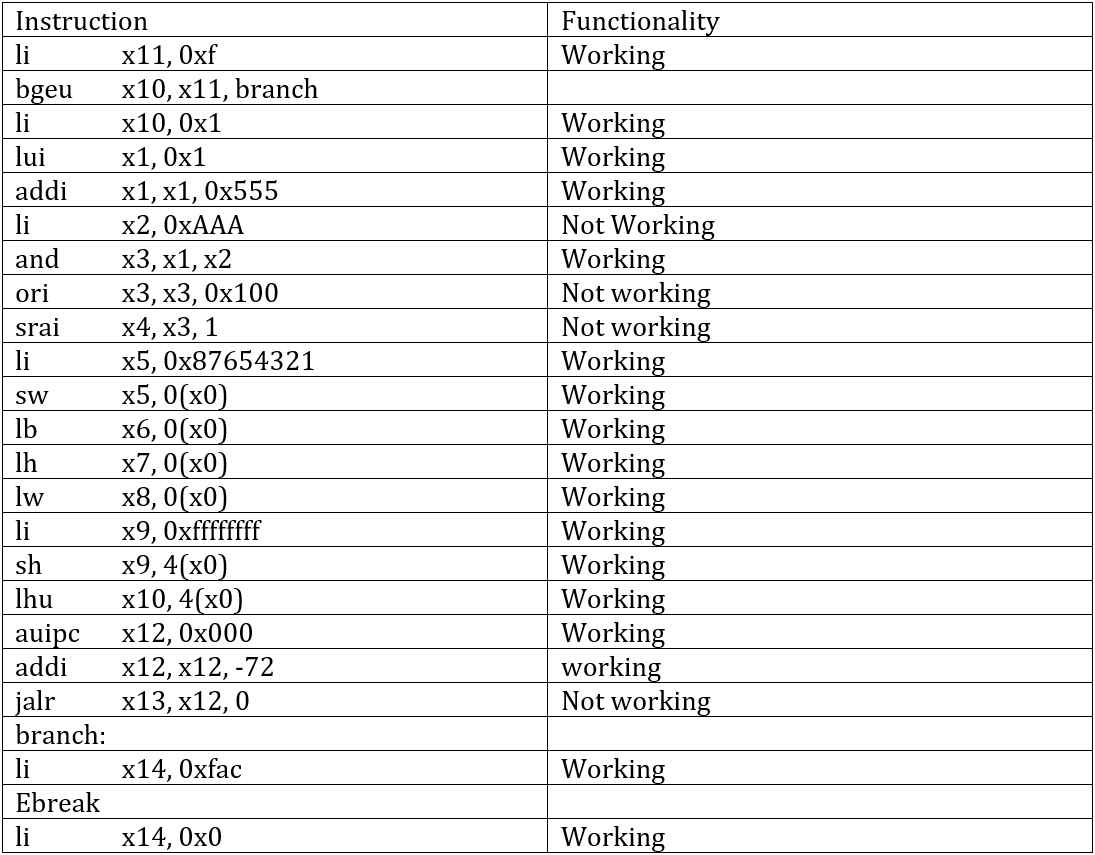 Instruction Functionality
li x11, 0xf Working
bgeu x10, x11, branch
li x10, 0x1 Working
lui x1, 0x1 Working
addi x1, x1, 0x555 Working
li x2, 0xAAA Not Working
and x3, x1, x2 Working
ori x3, x3, 0x100 Not working
srai x4, x3, 1 Not working
li x5, 0x87654321 Working
sw x5, 0(x0) Working
lb x6, 0(x0) Working
lh x7, 0(x0) Working
lw x8, 0(x0) Working
li x9, 0xffffffff Working
sh x9, 4(x0) Working
lhu x10, 4(x0) Working
auipc x12, 0x000 Working
addi x12, x12, -72 working
jalr x13, x12, 0 Not working
branch:
li x14, 0xfac Working
Ebreak
li x14, 0x0 Working